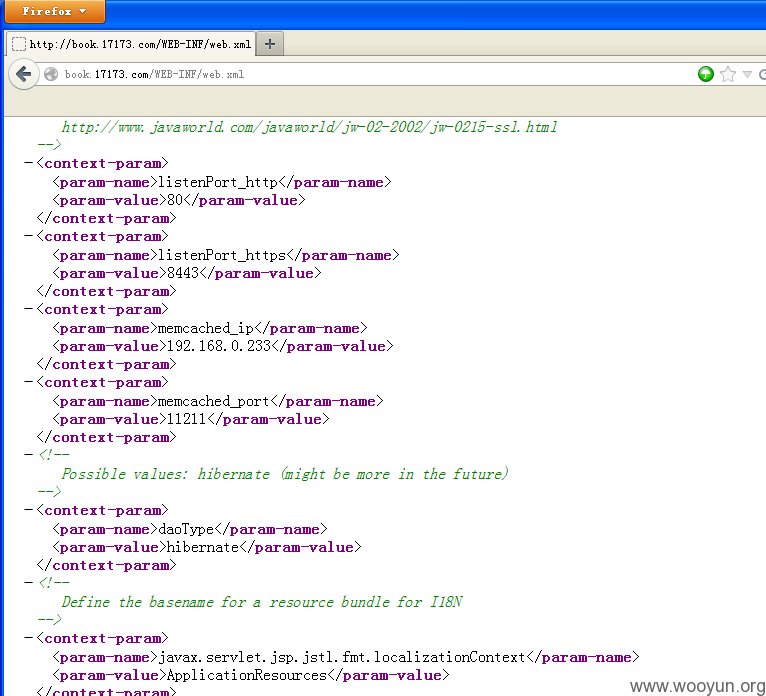 Firefox
http://book.17173.com/WEB-INF/web.xml
book.17173.com/WEB-INF/web.xml
http://www.javaworld.com/javaworld/jw-02-2002/jw-0215-ssl.html
-->
−<context-param>
<param-name>listenPort_http</param-name>
<param-value>80</param-value>
</context-param>
−<context-param>
<param-name>listenPort_https</param-name>
<param-value>8443</param-value>
</context-param>
−<context-param>
<param-name>memcached_ip</param-name>
<param-value>192.168.0.233</param-value>
</context-param>
−<context-param>
<param-name>memcached_port</param-name>
<param-value>11211</param-value>
</context-param>
−<!--
Possible values: hibernate (might be more in the future)
-->
−<context-param>
<param-name>daoType</param-name>
<param-value>hibernate</param-value>
</context-param>
−<!--
Define the basename for a resource bundle for I18N
-->
−<context-param>
<param-name>javax.servlet.jsp.jstl.fmt.localizationContext</param-name>
<param-value>ApplicationResources</param-value>
</context-param>
www.wooyun.org